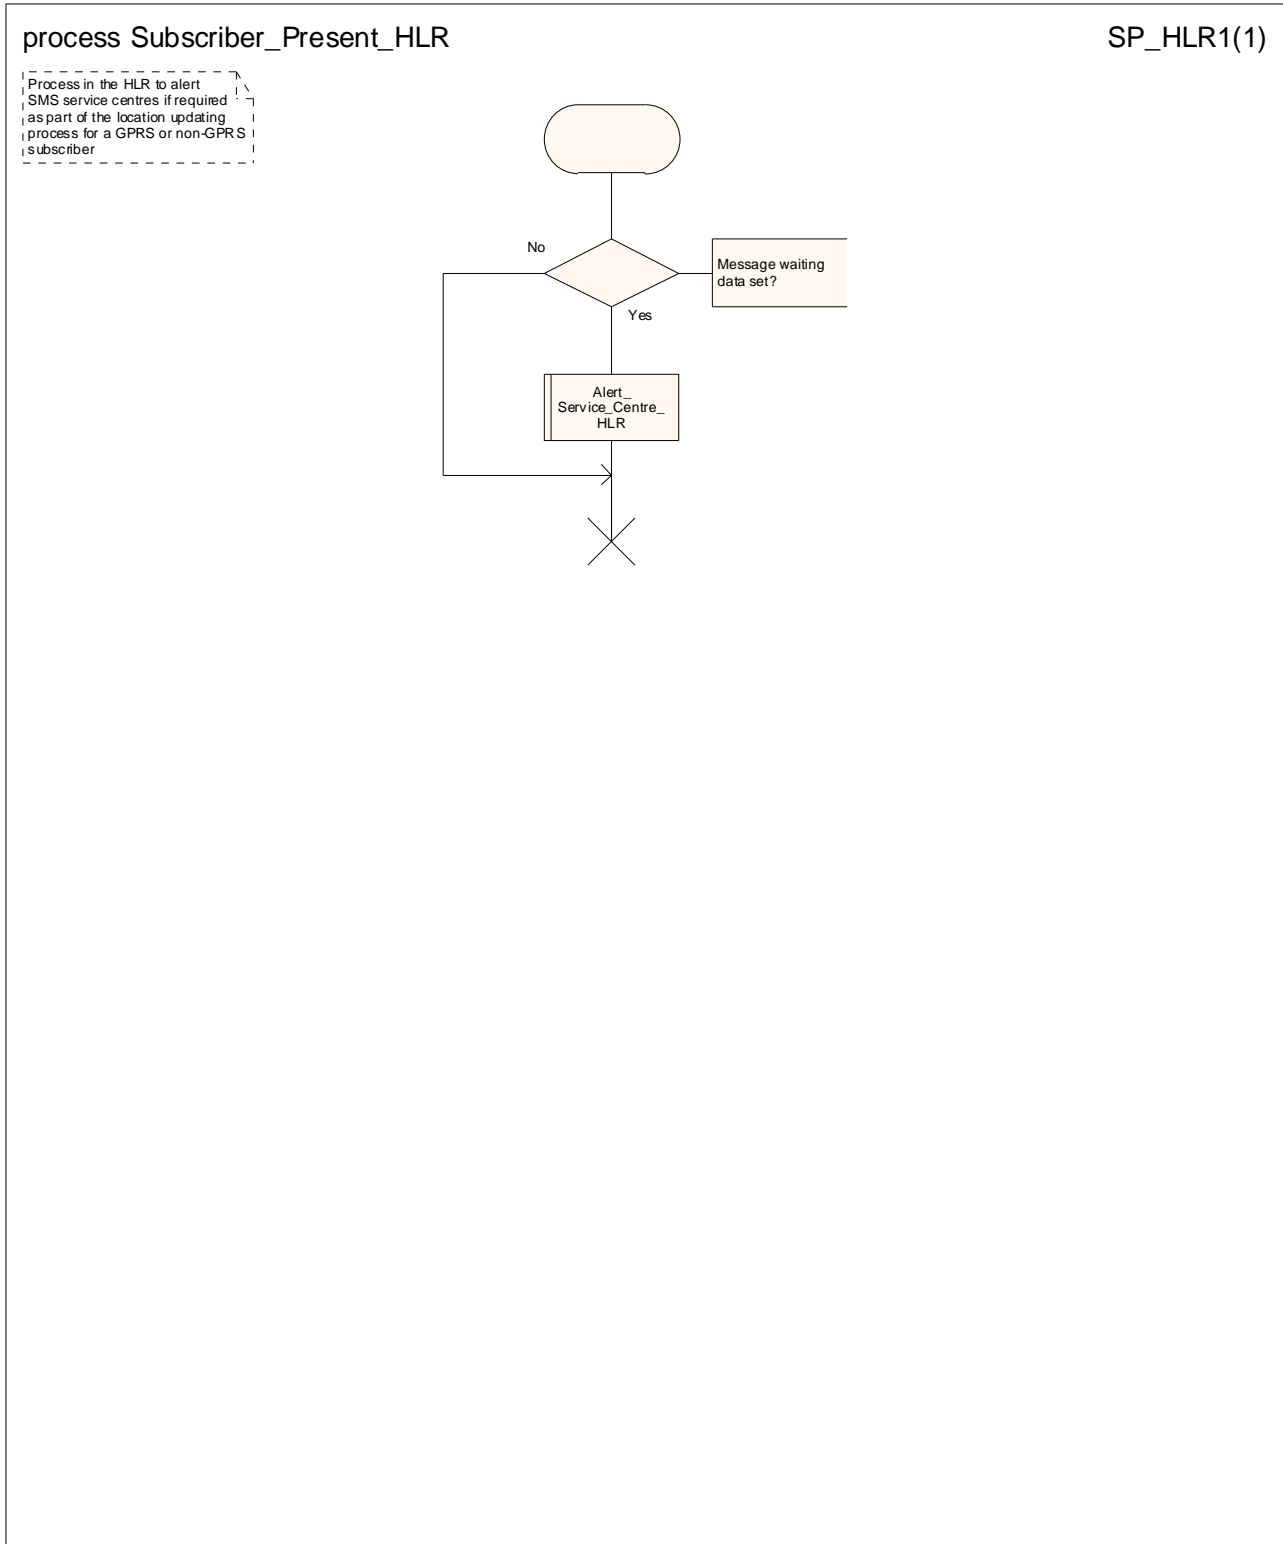 process Subscriber_Present_HLR
SP_HLR1(1)
Process in the HLR to alert
SMS service centres if required
as part of the location updating
process for a GPRS or non-GPRS
subscriber
No
Message waiting
data set?
Yes
Alert_
Service_Centre_
HLR